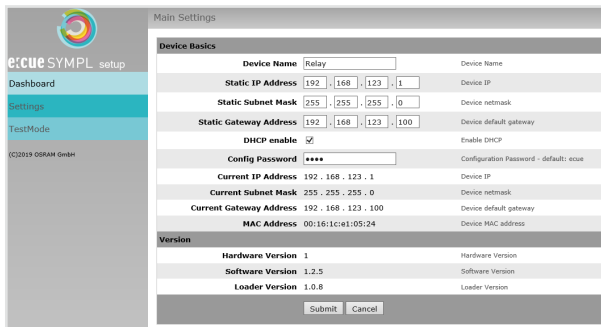 Main Settings
e:cue SYMPL setup
Dashboard
Settings
TestMode
(C)2019 OSRAM GmbH
Device Basics
Device Name Relay Device Name
Static IP Address 192 . 168 . 123 . 1 Device IP
Static Subnet Mask 255 . 255 . 255 . 0 Device netmask
Static Gateway Address 192 . 168 . 123 . 100 Device default gateway
DHCP enable Enable DHCP
Config Password •••• Configuration Password - default: ecue
Current IP Address 192 . 168 . 123 . 1 Device IP
Current Subnet Mask 255 . 255 . 255 . 0 Device netmask
Current Gateway Address 192 . 168 . 123 . 100 Device default gateway
MAC Address 00:16:1c:e1:05:24 Device MAC address
Version
Hardware Version 1 Hardware Version
Software Version 1.2.5 Software Version
Loader Version 1.0.8 Loader Version
Submit Cancel